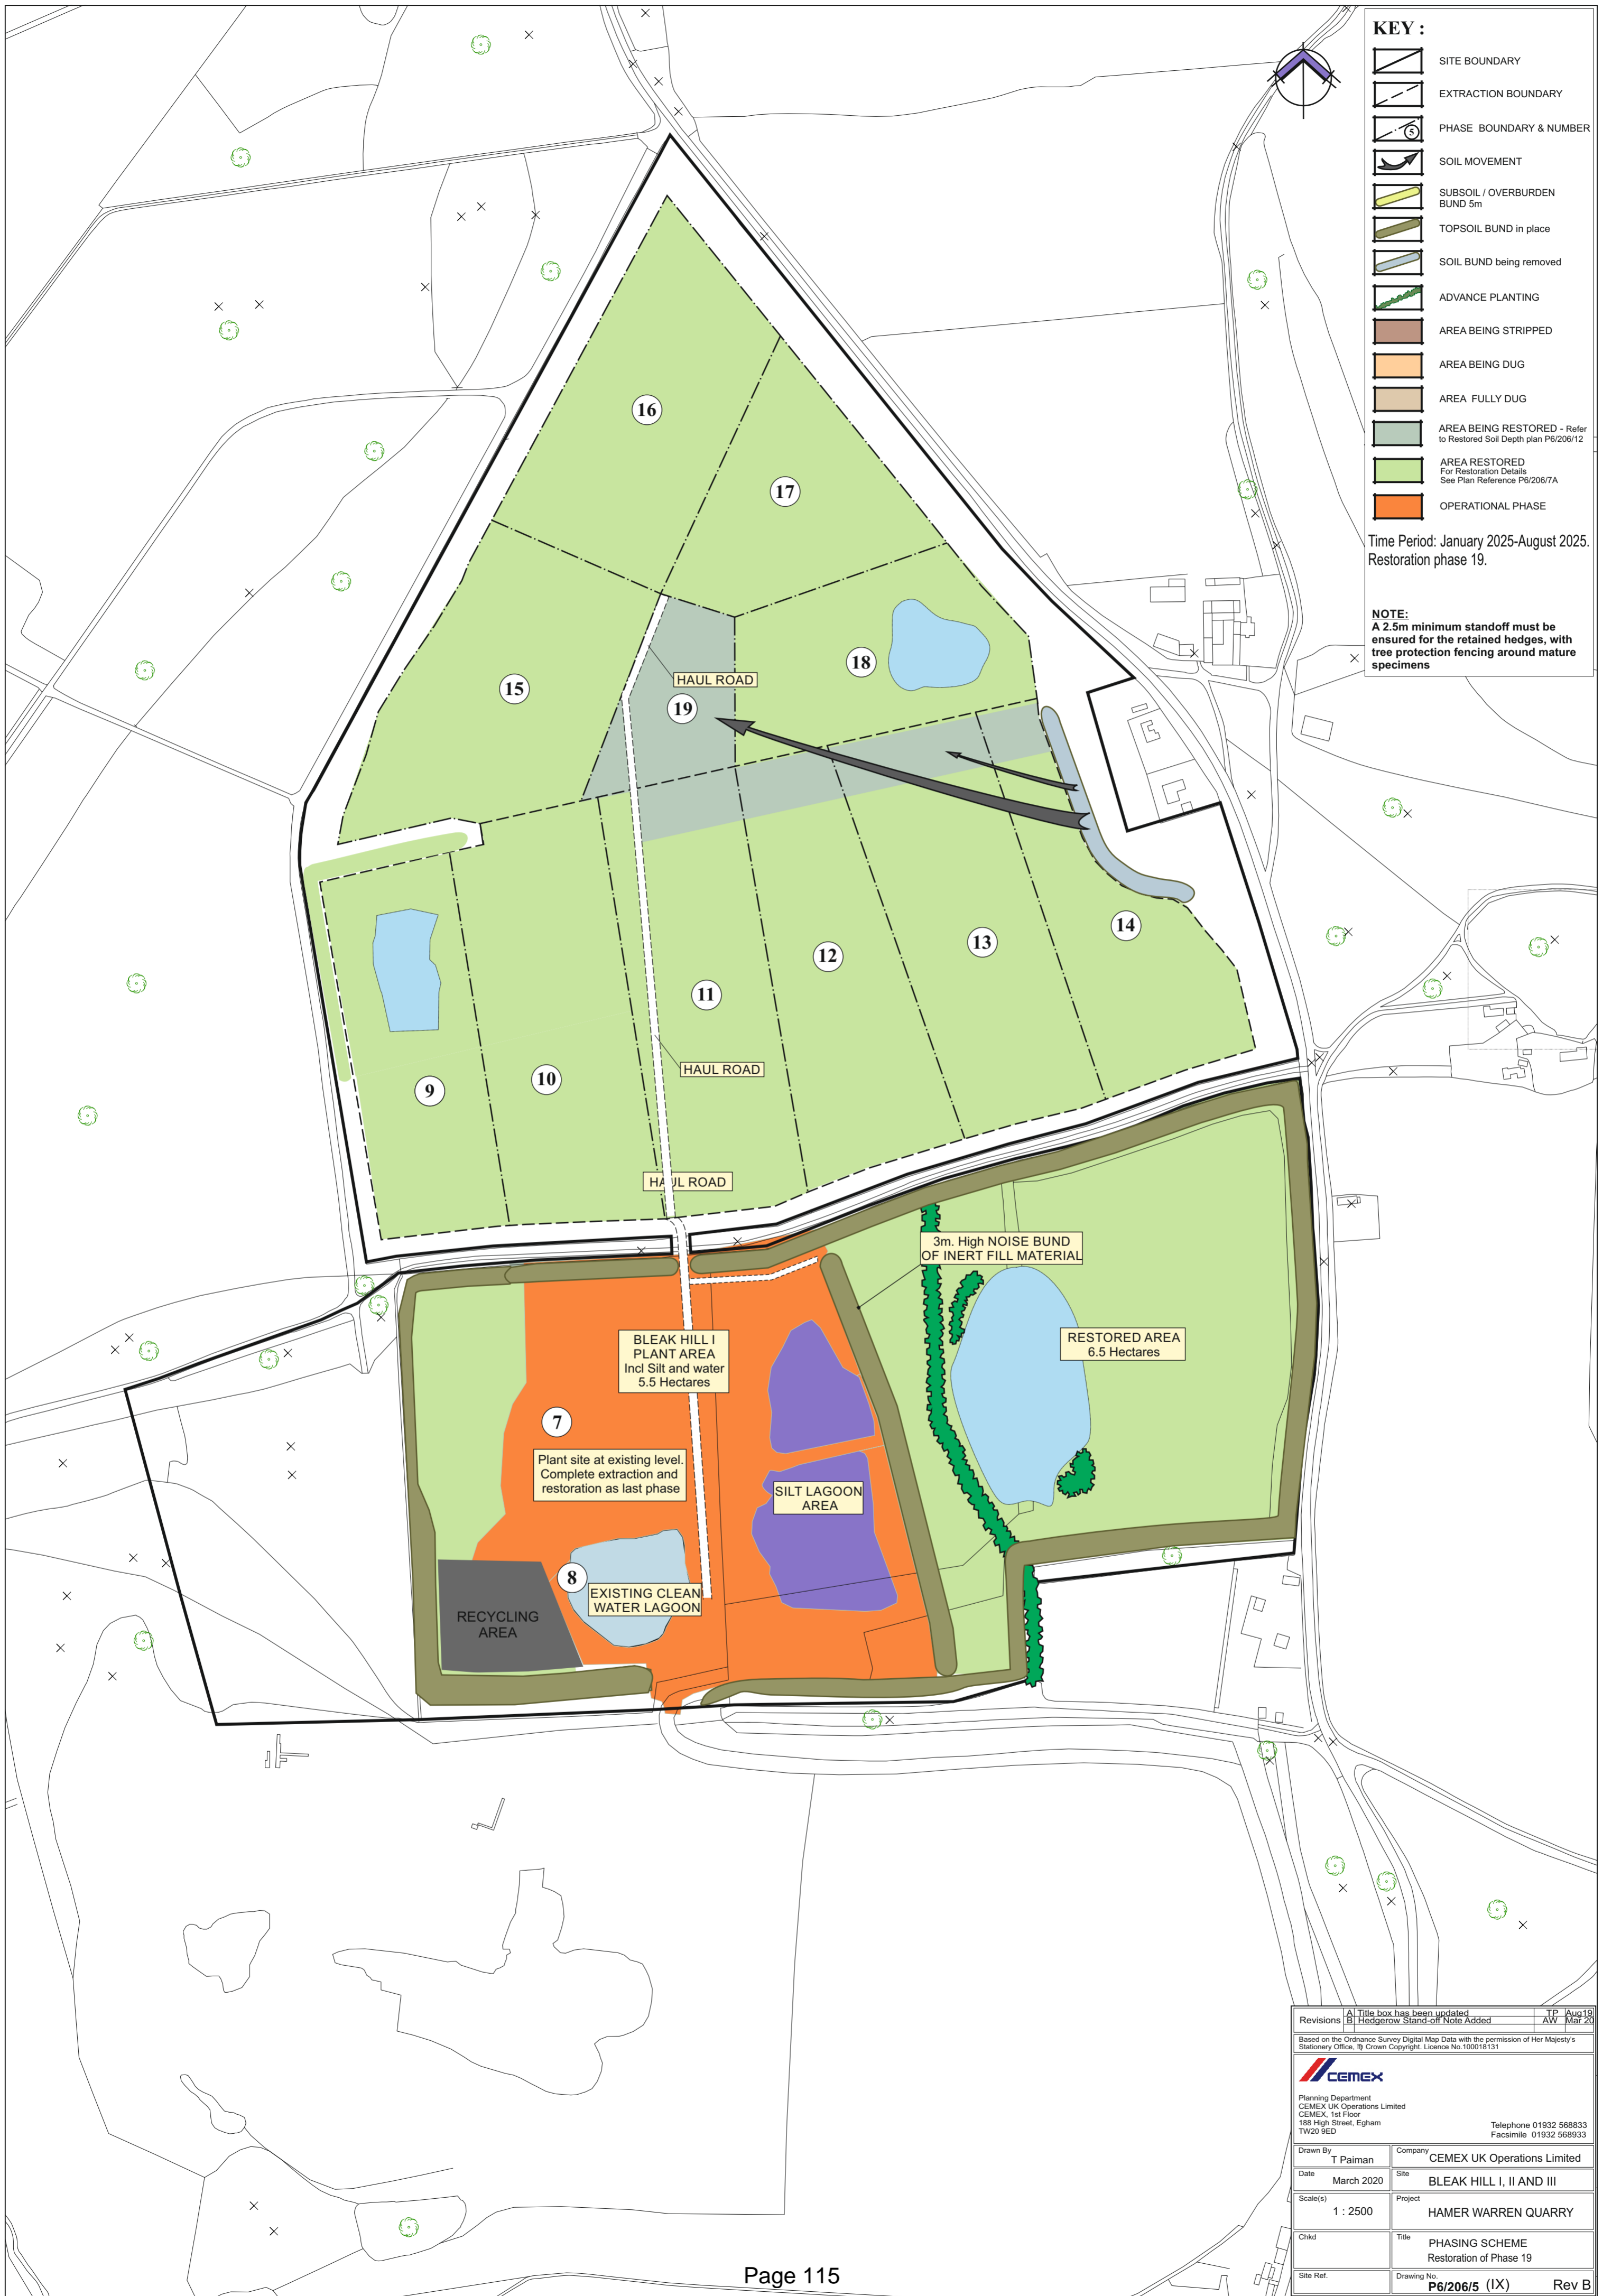 KEY :
SITE BOUNDARY
EXTRACTION BOUNDARY
5
PHASE BOUNDARY & NUMBER
SOIL MOVEMENT
SUBSOIL / OVERBURDEN
BUND 5m
TOPSOIL BUND in place
SOIL BUND being removed
ADVANCE PLANTING
AREA BEING STRIPPED
AREA BEING DUG
AREA FULLY DUG
AREA BEING RESTORED - Refer
to Restored Soil Depth plan P6/206/12
AREA RESTORED
For Restoration Details
See Plan Reference P6/206/7A
OPERATIONAL PHASE
Time Period: January 2025-August 2025.
Restoration phase 19.
NOTE:
A 2.5m minimum standoff must be
ensured for the retained hedges, with
tree protection fencing around mature
specimens
16
17
18
15
HAUL ROAD
19
14
13
12
11
HAUL ROAD
10
9
HAUL ROAD
3m. High NOISE BUND
OF INERT FILL MATERIAL
BLEAK HILL I
PLANT AREA
Incl Silt and water
5.5 Hectares
RESTORED AREA
6.5 Hectares
7
Plant site at existing level.
Complete extraction and
restoration as last phase
SILT LAGOON
AREA
8
EXISTING CLEAN
WATER LAGOON
RECYCLING
AREA
Revisions
A Title box has been updated TP Aug19
B Hedgerow Stand-off Note Added AW Mar 20
Based on the Ordnance Survey Digital Map Data with the permission of Her Majesty's
Stationery Office, Crown Copyright. Licence No.100018131
CEMEX
Planning Department
CEMEX UK Operations Limited
CEMEX, 1st Floor
188 High Street, Egham
TW20 9ED
Telephone 01932 568833
Facsimile 01932 568933
Drawn By
T Paiman
Company
CEMEX UK Operations Limited
Date
March 2020
Site
BLEAK HILL I, II AND III
Scale(s)
1 : 2500
Project
HAMER WARREN QUARRY
Chkd
Title
PHASING SCHEME
Restoration of Phase 19
Site Ref.
Drawing No.
P6/206/5 (IX) Rev B
Page 115